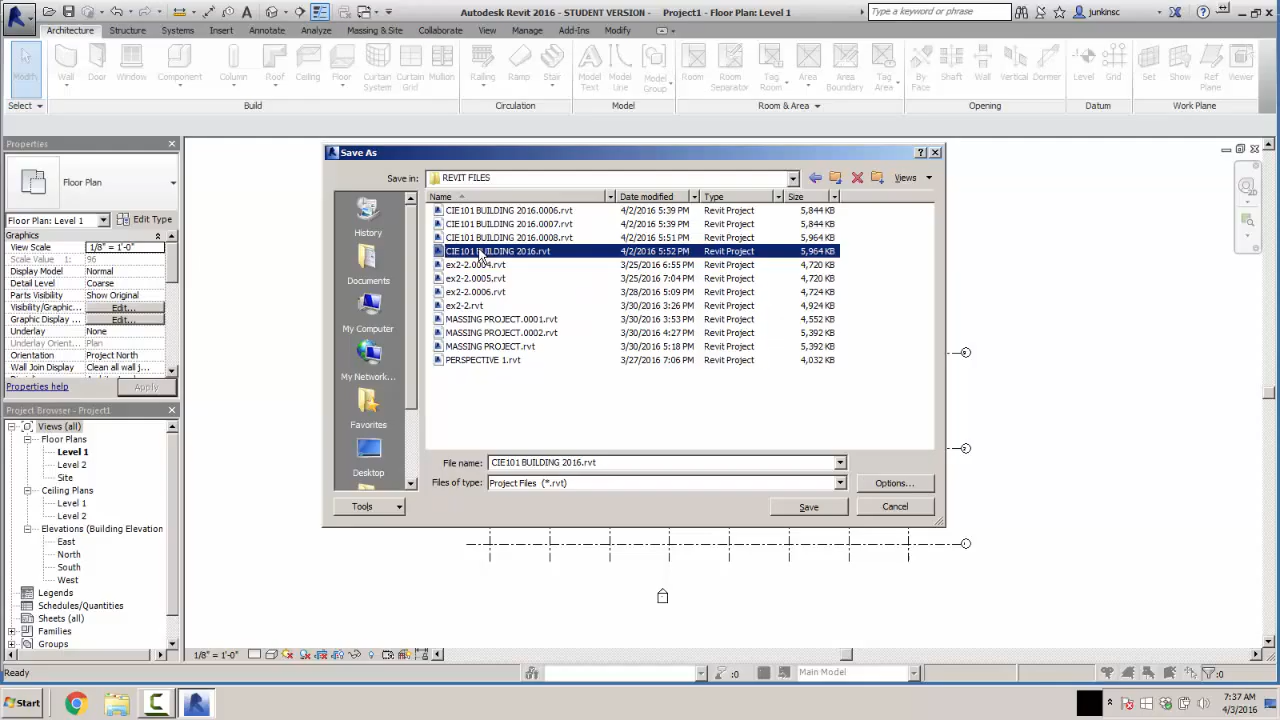 Autodesk Revit 2016 - STUDENT VERSION - Project1 - Floor Plan: Level 1
Type a keyword or phrase
junkinsc
Architecture Structure Systems Insert Annotate Analyze Massing & Site Collaborate View Manage Add-Ins Modify
Modify Wall Door Window Component Column Roof Ceiling Floor Curtain System Curtain Grid Mullion Railing Ramp Stair Model Text Model Line Model Group Room Room Separator Tag Room Area Area Boundary Tag Area By Face Shaft Wall Vertical Dormer Level Grid Set Show Ref Plane Viewer
Select Build Circulation Model Room & Area Opening Datum Work Plane
Properties
Floor Plan
Floor Plan: Level 1 Edit Type
Graphics
View Scale 1/8" = 1'-0"
Scale Value 1: 96
Display Model Normal
Detail Level Coarse
Parts Visibility Show Original
Visibility/Graphic... Edit...
Graphic Display ... Edit...
Underlay None
Underlay Orient... Plan
Orientation Project North
Wall Join Display Clean all wall j...
Properties help Apply
Project Browser - Project1
Views (all)
Floor Plans
Level 1
Level 2
Site
Ceiling Plans
Level 1
Level 2
Elevations (Building Elevation
East
North
South
West
Legends
Schedules/Quantities
Sheets (all)
Families
Groups
Save As
Save in: REVIT FILES Views
Name Date modified Type Size
CIE101 BUILDING 2016.0006.rvt 4/2/2016 5:39 PM Revit Project 5,844 KB
CIE101 BUILDING 2016.0007.rvt 4/2/2016 5:39 PM Revit Project 5,844 KB
CIE101 BUILDING 2016.0008.rvt 4/2/2016 5:51 PM Revit Project 5,964 KB
CIE101 BUILDING 2016.rvt 4/2/2016 5:52 PM Revit Project 5,964 KB
ex2-2.0004.rvt 3/25/2016 6:55 PM Revit Project 4,720 KB
ex2-2.0005.rvt 3/25/2016 7:04 PM Revit Project 4,720 KB
ex2-2.0006.rvt 3/28/2016 5:09 PM Revit Project 4,724 KB
ex2-2.rvt 3/30/2016 3:26 PM Revit Project 4,924 KB
MASSING PROJECT.0001.rvt 3/30/2016 3:53 PM Revit Project 4,552 KB
MASSING PROJECT.0002.rvt 3/30/2016 4:27 PM Revit Project 5,392 KB
MASSING PROJECT.rvt 3/30/2016 5:18 PM Revit Project 5,392 KB
PERSPECTIVE 1.rvt 3/27/2016 7:06 PM Revit Project 4,032 KB
History
Documents
My Computer
My Network...
Favorites
Desktop
File name: CIE101 BUILDING 2016.rvt
Files of type: Project Files (*.rvt) Options...
Tools Save Cancel
1/8" = 1'-0"
Ready :0 Main Model :0
Start
7:37 AM
4/3/2016